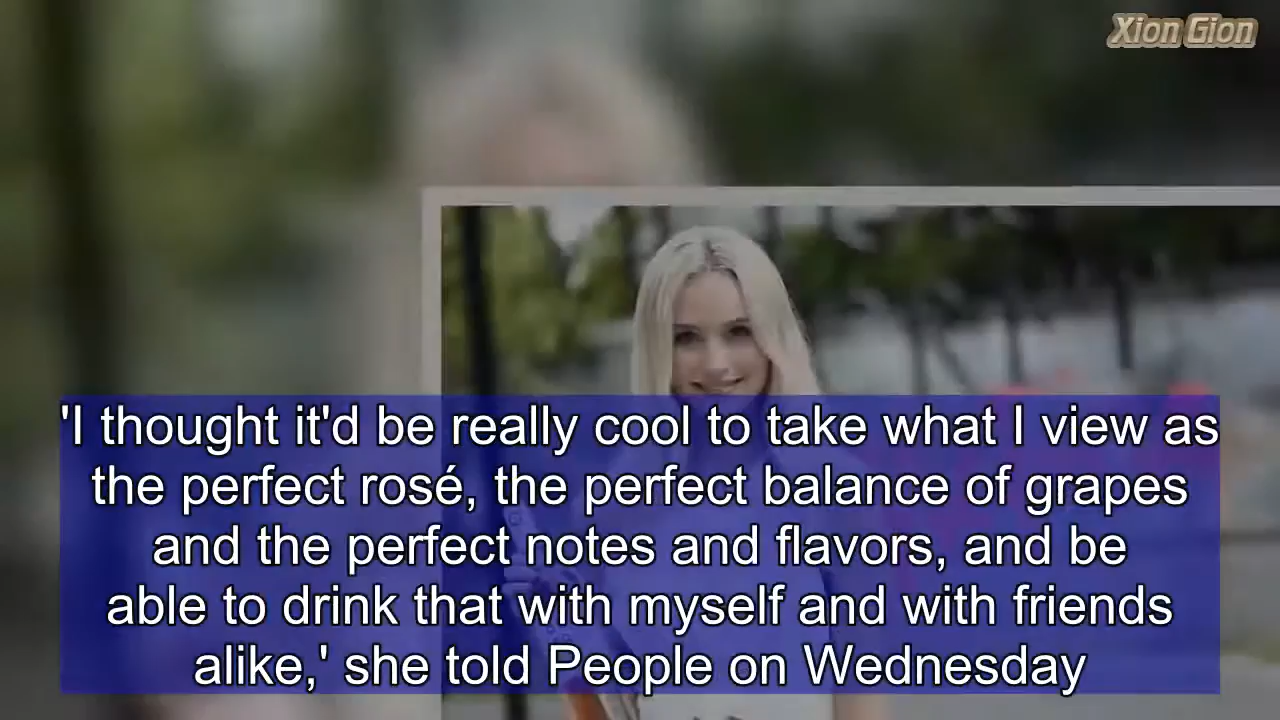 Xion Gion
'I thought it'd be really cool to take what I view as
the perfect rosé, the perfect balance of grapes
and the perfect notes and flavors, and be
able to drink that with myself and with friends
alike,' she told People on Wednesday